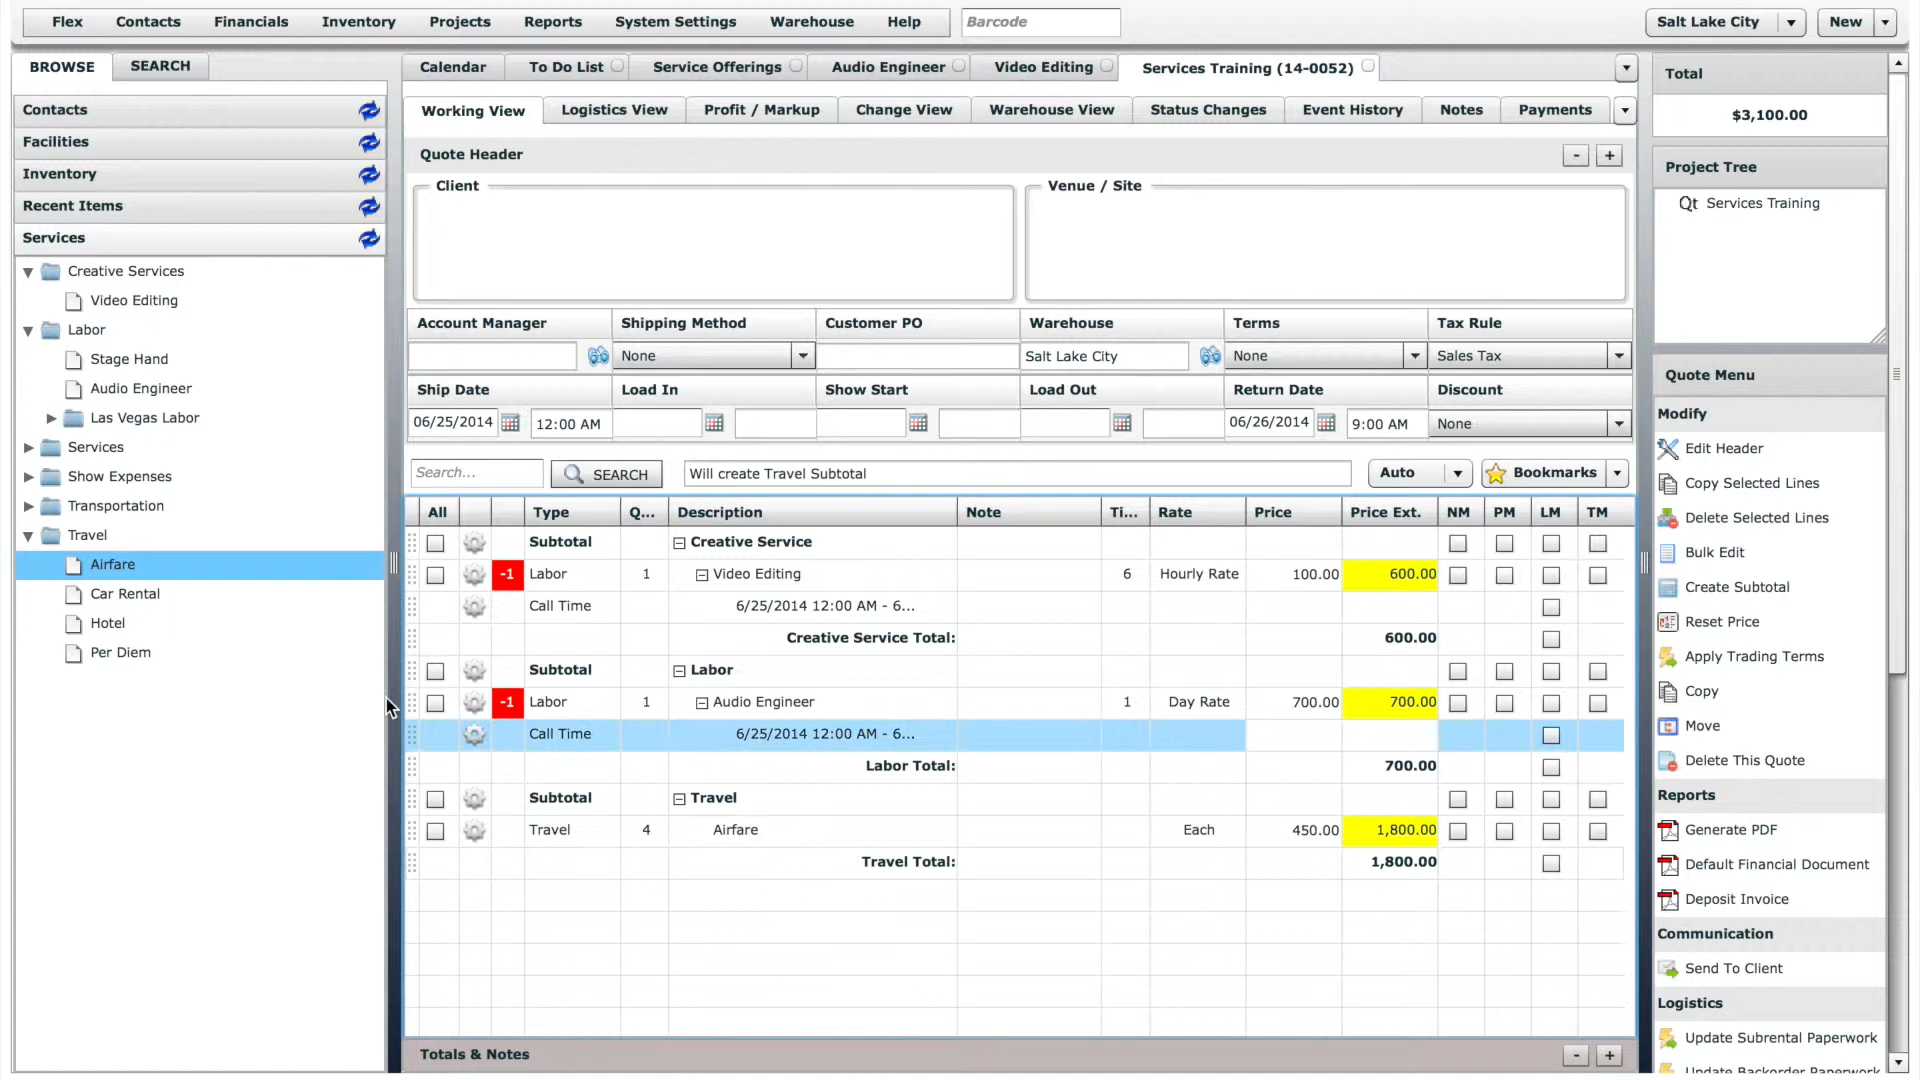 Flex Contacts Financials Inventory Projects Reports System Settings Warehouse Help Barcode Salt Lake City New
BROWSE SEARCH
Calendar To Do List Service Offerings Audio Engineer Video Editing Services Training (14-0052)
Total
$3,100.00
Working View Logistics View Profit / Markup Change View Warehouse View Status Changes Event History Notes Payments
Contacts
Facilities
Inventory
Recent Items
Services
Creative Services
Video Editing
Labor
Stage Hand
Audio Engineer
Las Vegas Labor
Services
Show Expenses
Transportation
Travel
Airfare
Car Rental
Hotel
Per Diem
Quote Header - +
Client Venue / Site
Account Manager Shipping Method Customer PO Warehouse Terms Tax Rule
None Salt Lake City None Sales Tax
Ship Date Load In Show Start Load Out Return Date Discount
06/25/2014 12:00 AM 06/26/2014 9:00 AM None
Search... SEARCH Will create Travel Subtotal Auto Bookmarks
All Type Q... Description Note Ti... Rate Price Price Ext. NM PM LM TM
Subtotal Creative Service
-1 Labor 1 Video Editing 6 Hourly Rate 100.00 600.00
Call Time 6/25/2014 12:00 AM - 6...
Creative Service Total: 600.00
Subtotal Labor
-1 Labor 1 Audio Engineer 1 Day Rate 700.00 700.00
Call Time 6/25/2014 12:00 AM - 6...
Labor Total: 700.00
Subtotal Travel
Travel 4 Airfare Each 450.00 1,800.00
Travel Total: 1,800.00
Totals & Notes - +
Project Tree
Qt Services Training
Quote Menu
Modify
Edit Header
Copy Selected Lines
Delete Selected Lines
Bulk Edit
Create Subtotal
Reset Price
Apply Trading Terms
Copy
Move
Delete This Quote
Reports
Generate PDF
Default Financial Document
Deposit Invoice
Communication
Send To Client
Logistics
Update Subrental Paperwork
Update Backorder Paperwork